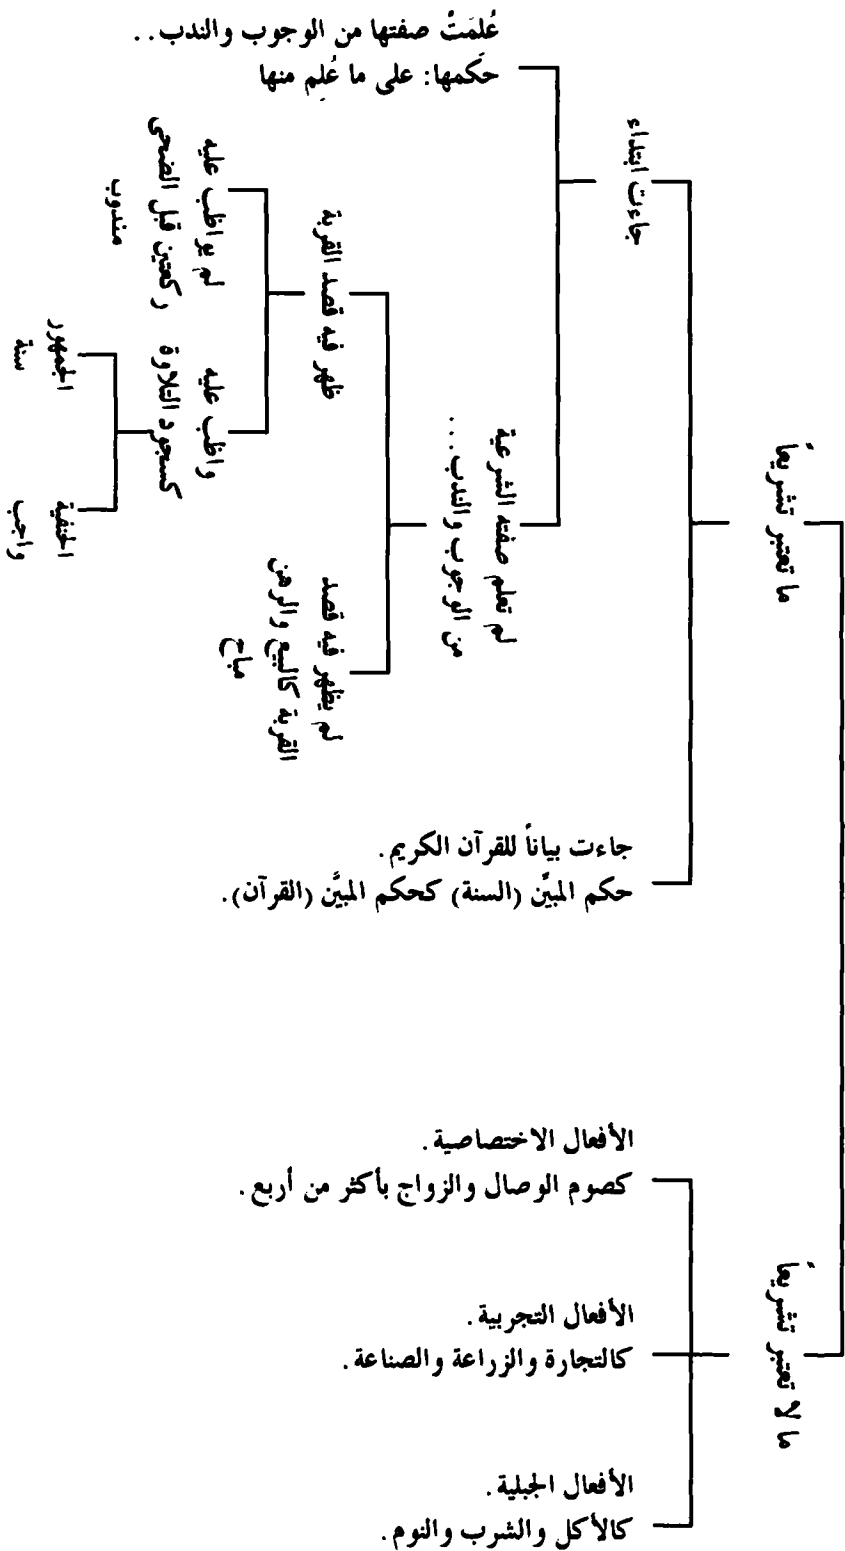 ما تعتبر تشريعاً
جاءت ابتداء
عُلِمَتْ صفتها من الوجوب والندب..
حكمها: على ما عُلِم منها
لم تعلم صفته الشرعية
من الوجوب والندب...
ظهر فيه قصد القربة
لم يواظب عليه
ركعتين قبل الضحى
مندوب
واظب عليه
كسجود التلاوة
الجمهور
سنة
الحنفية
واجب
لم يظهر فيه قصد
القربة كالبيع والرهن
مباح
جاءت بياناً للقرآن الكريم.
حكم المبيِّن (السنة) كحكم المبيَّن (القرآن).
ما لا تعتبر تشريعاً
الأفعال الاختصاصية.
كصوم الوصال والزواج بأكثر من أربع.
الأفعال التجربية.
كالتجارة والزراعة والصناعة.
الأفعال الجبلية.
كالأكل والشرب والنوم.